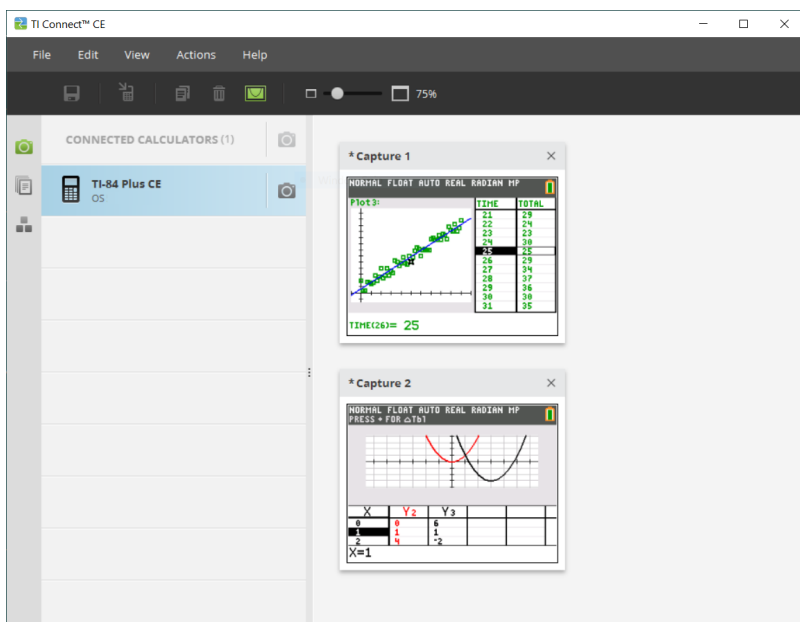 TI Connect™ CE
File Edit View Actions Help
75%
CONNECTED CALCULATORS (1)
TI-84 Plus CE
OS
*Capture 1
NORMAL FLOAT AUTO REAL RADIAN MP
Plot3:
TIME TOTAL
21 29
22 24
23 23
24 30
25 25
26 29
27 34
28 37
29 36
30 30
31 35
TIME(26)= 25
*Capture 2
NORMAL FLOAT AUTO REAL RADIAN MP
PRESS + FOR △Tbl
X Y2 Y3
0 0 6
1 1 1
2 4 -2
X=1